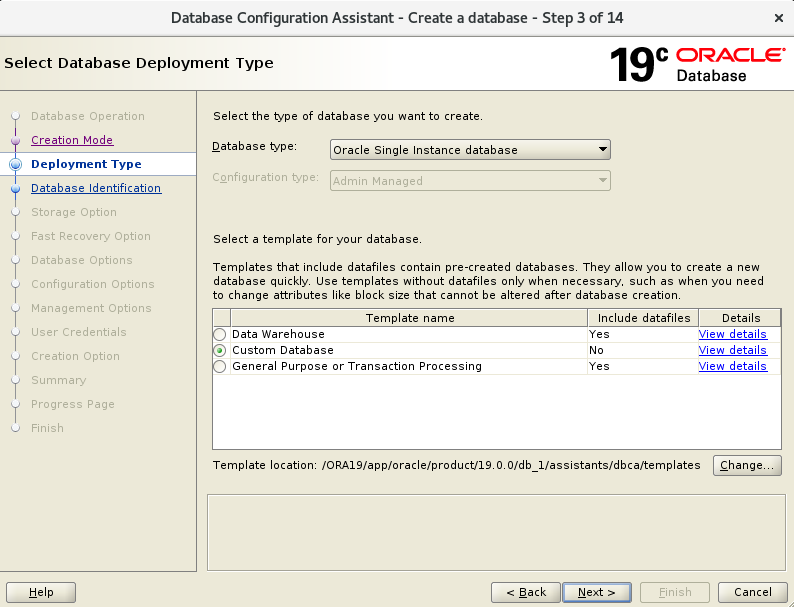 Database Configuration Assistant - Create a database - Step 3 of 14
Select Database Deployment Type
19c ORACLE
Database
Database Operation
Creation Mode
Deployment Type
Database Identification
Storage Option
Fast Recovery Option
Database Options
Configuration Options
Management Options
User Credentials
Creation Option
Summary
Progress Page
Finish
Select the type of database you want to create.
Database type: Oracle Single Instance database
Configuration type: Admin Managed
Select a template for your database.
Templates that include datafiles contain pre-created databases. They allow you to create a new
database quickly. Use templates without datafiles only when necessary, such as when you need
to change attributes like block size that cannot be altered after database creation.
Template name Include datafiles Details
Data Warehouse Yes View details
Custom Database No View details
General Purpose or Transaction Processing Yes View details
Template location: /ORA19/app/oracle/product/19.0.0/db_1/assistants/dbca/templates Change...
Help < Back Next > Finish Cancel